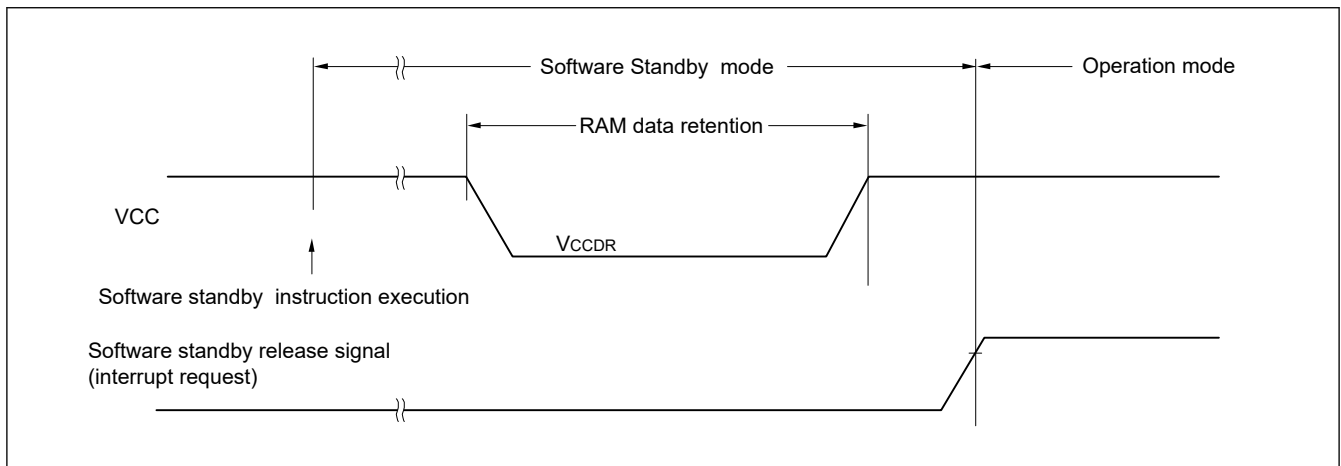 Software Standby mode
Operation mode
RAM data retention
VCC
VCCDR
Software standby instruction execution
Software standby release signal
(interrupt request)